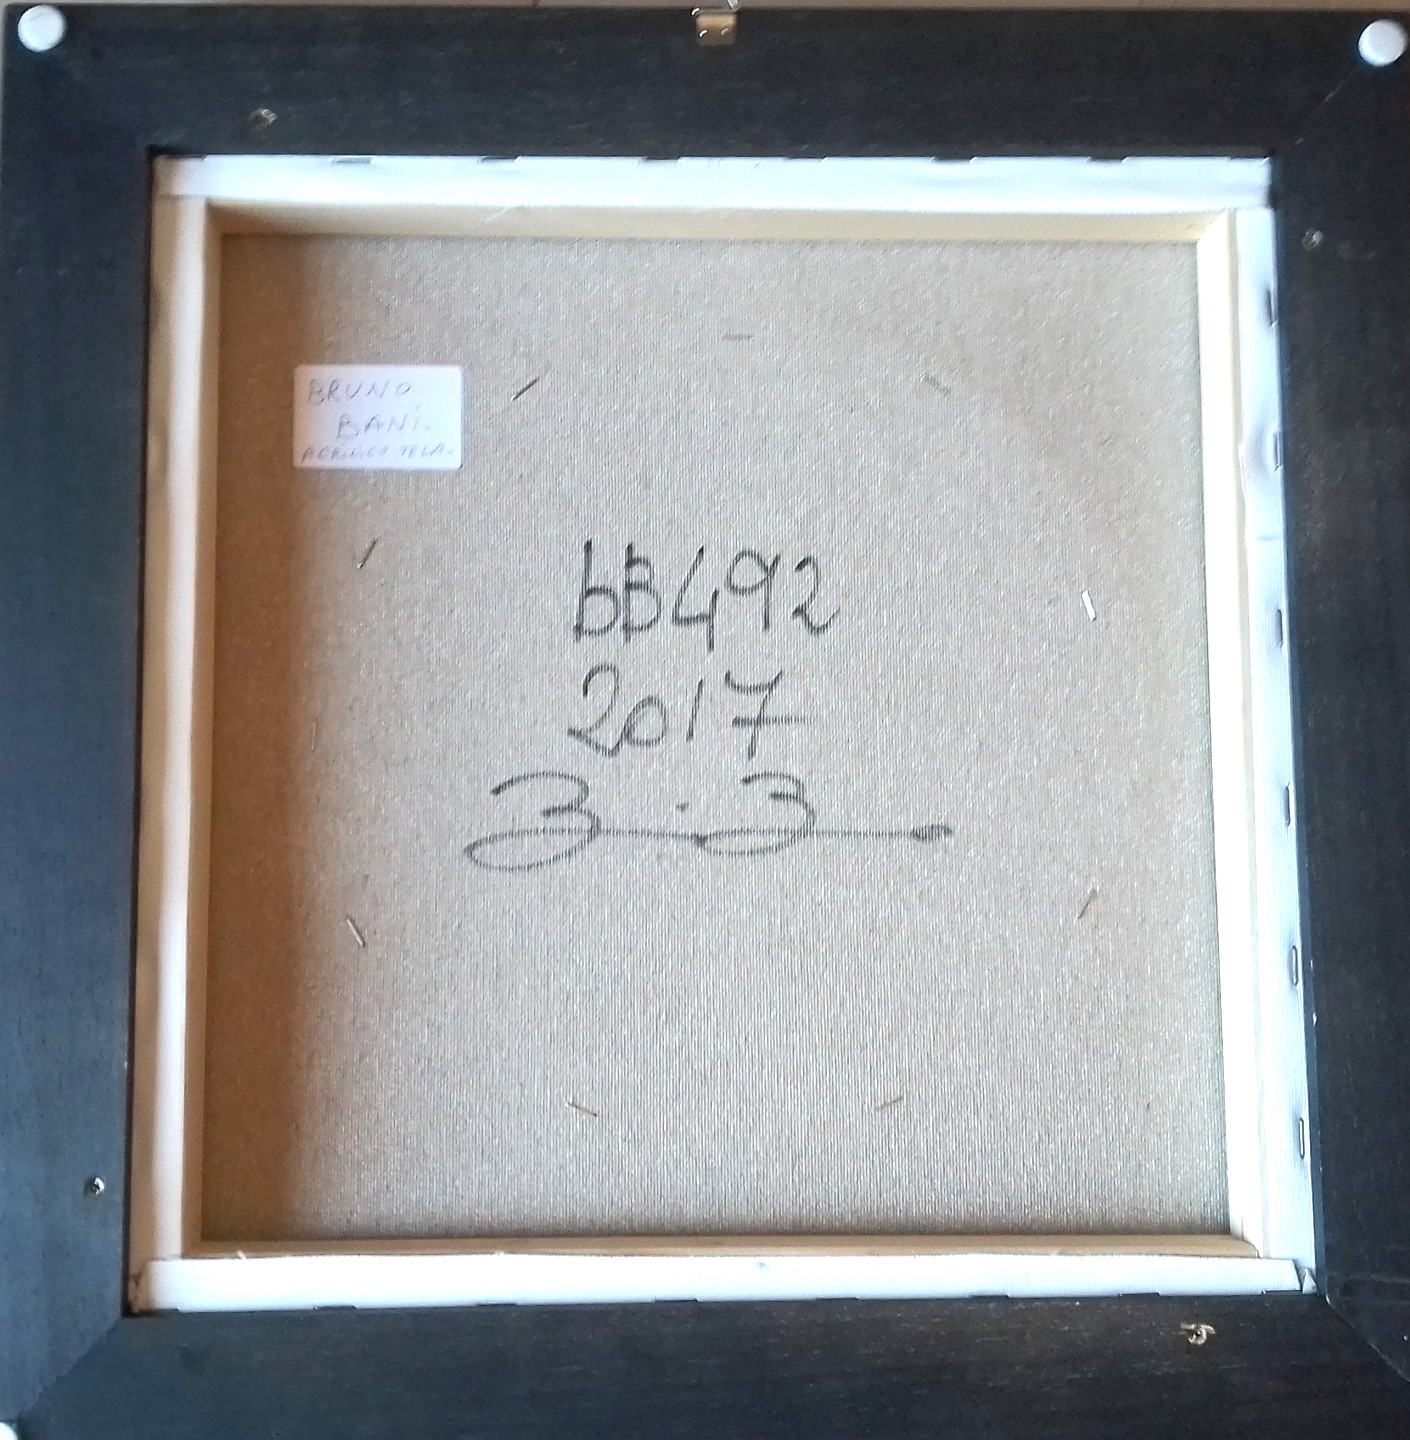 BRUNO
BANi.
ACRILICO TELA.
bB492
2017
B.B